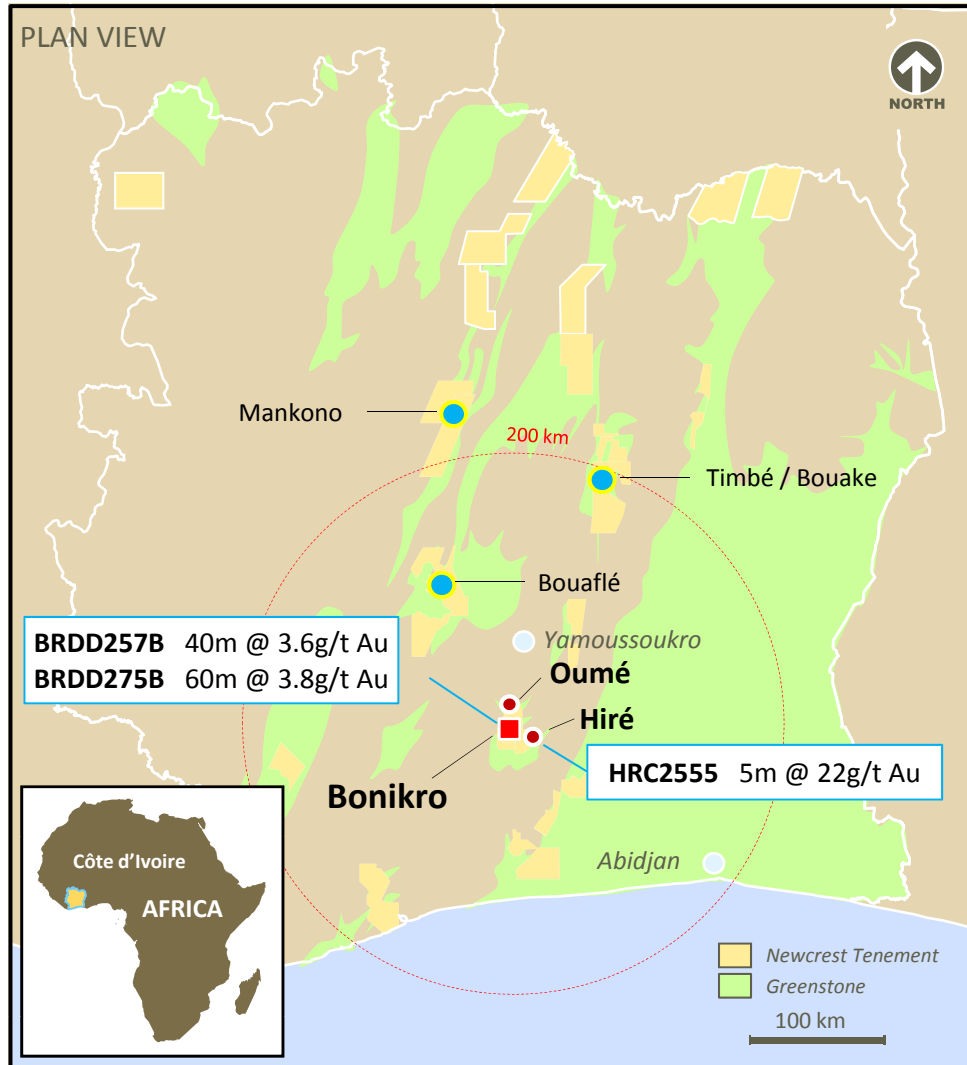 PLAN VIEW
NORTH
Mankono
200 km
Timbé / Bouake
Bouaflé
BRDD257B 40m @ 3.6g/t Au
BRDD275B 60m @ 3.8g/t Au
Yamoussoukro
Oumé
Hiré
HRC2555 5m @ 22g/t Au
Bonikro
Côte d’Ivoire
AFRICA
Abidjan
Newcrest Tenement
Greenstone
100 km